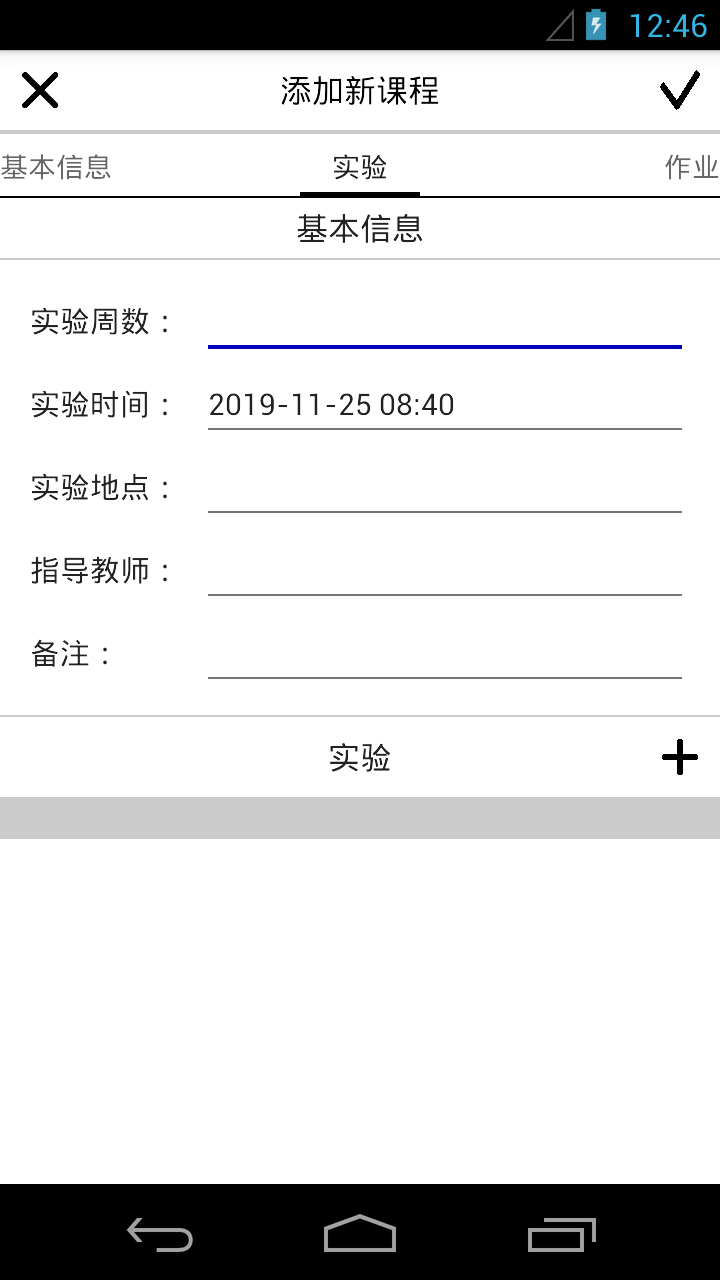 12:46
添加新课程
基本信息 实验 作业
基本信息
实验周数：
实验时间： 2019-11-25 08:40
实验地点：
指导教师：
备注：
实验